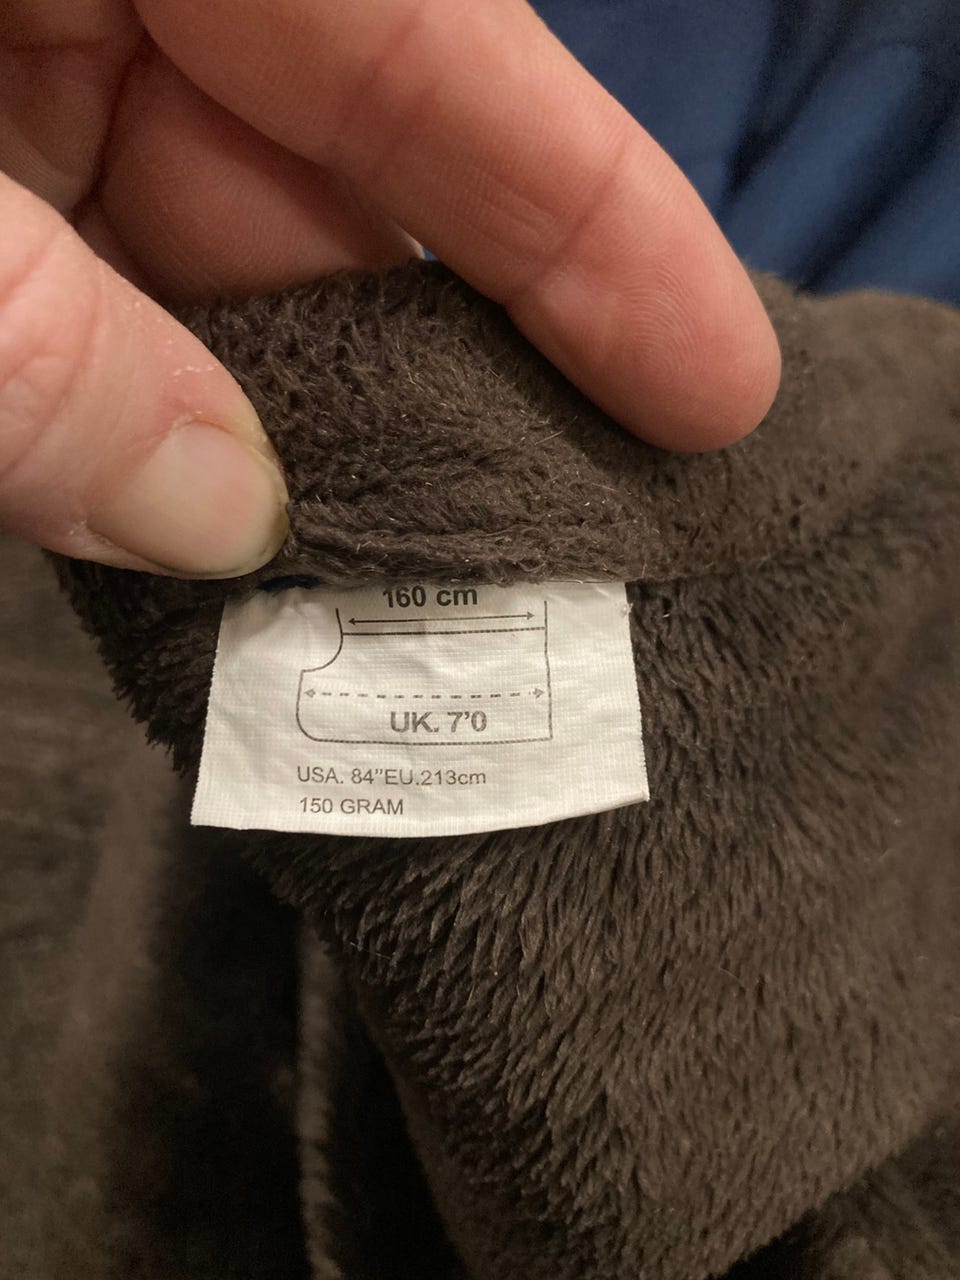 160 cm
UK. 7'0
USA. 84"EU.213cm
150 GRAM